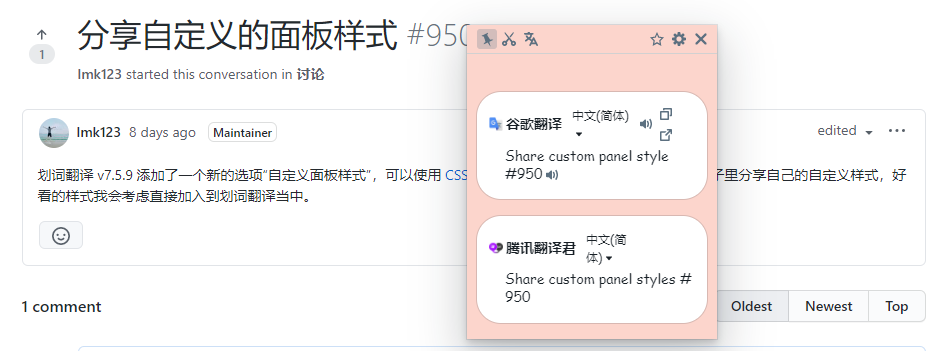 分享自定义的面板样式 #950
1
lmk123 started this conversation in 讨论
lmk123 8 days ago Maintainer
edited
划词翻译 v7.5.9 添加了一个新的选项“自定义面板样式”，可以使用 CSS
子里分享自己的自定义样式，好
看的样式我会考虑直接加入到划词翻译当中。
谷歌翻译 中文(简体)
Share custom panel style
#950
腾讯翻译君 中文(简
体)
Share custom panel styles #
950
1 comment
Oldest Newest Top